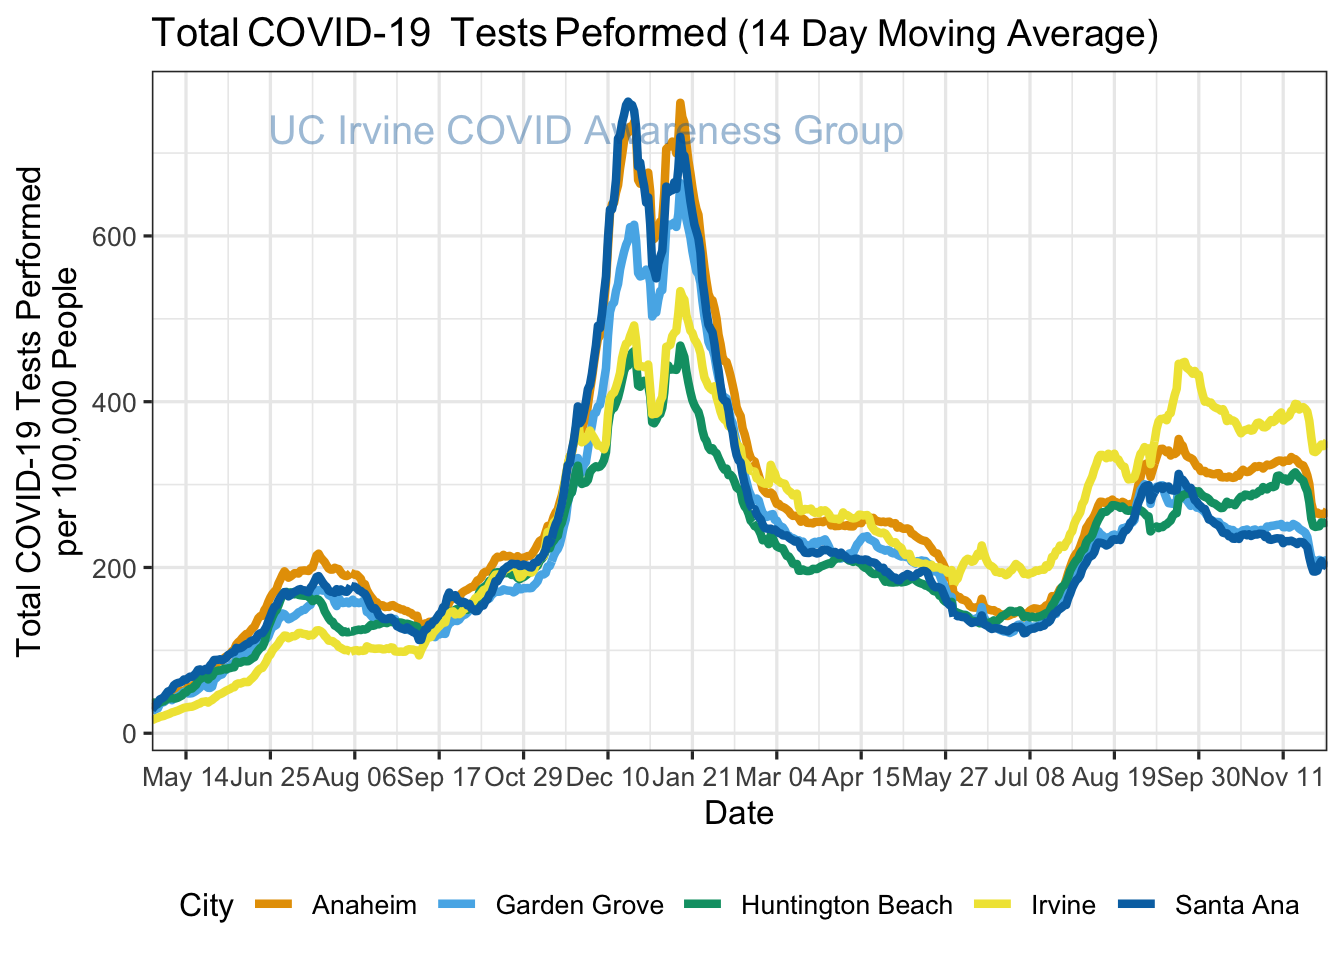 Total COVID-19 Tests Peformed (14 Day Moving Average)
UC Irvine COVID Awareness Group
Total COVID-19 Tests Performed
per 100,000 People
600
400
200
0
May 14 Jun 25 Aug 06 Sep 17 Oct 29 Dec 10 Jan 21 Mar 04 Apr 15 May 27 Jul 08 Aug 19 Sep 30 Nov 11
Date
City Anaheim Garden Grove Huntington Beach Irvine Santa Ana